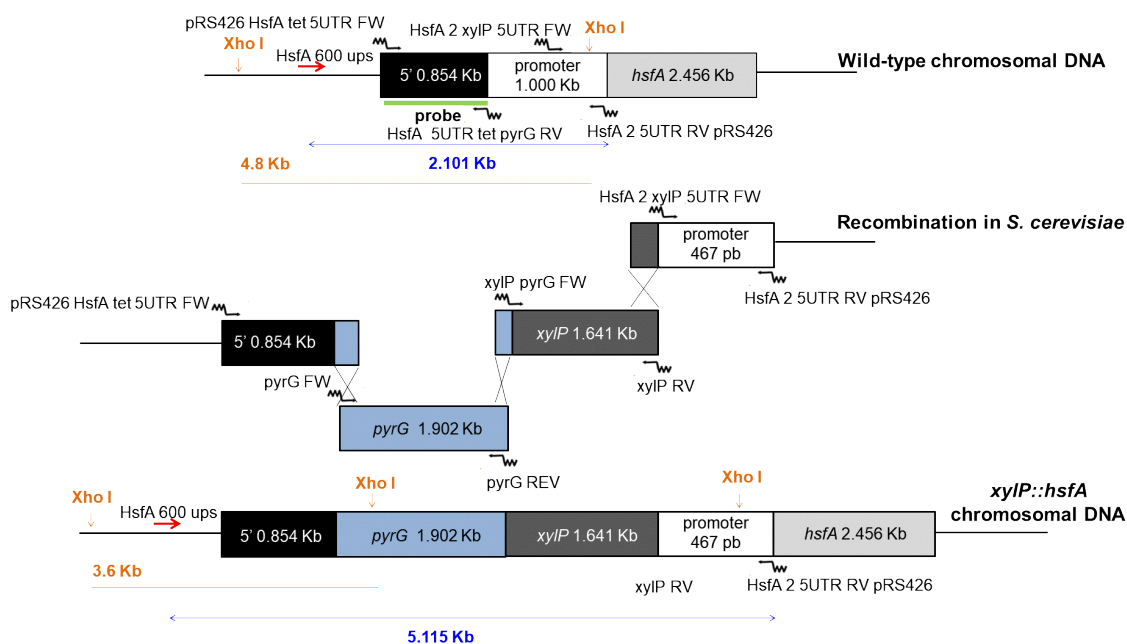 pRS426 HsfA tet 5UTR FW
HsfA 2 xylP 5UTR FW
Xho I
Xho I
HsfA 600 ups
Wild-type chromosomal DNA
5' 0.854 Kb
promoter
1.000 Kb
hsfA 2.456 Kb
probe
HsfA 5UTR tet pyrG RV
HsfA 2 5UTR RV pRS426
4.8 Kb
2.101 Kb
HsfA 2 xylP 5UTR FW
Recombination in S. cerevisiae
promoter
467 pb
xylP pyrG FW
HsfA 2 5UTR RV pRS426
pRS426 HsfA tet 5UTR FW
5' 0.854 Kb
xylP 1.641 Kb
pyrG FW
xylP RV
pyrG 1.902 Kb
pyrG REV
Xho I
Xho I
Xho I
HsfA 600 ups
xylP::hsfA
chromosomal DNA
5' 0.854 Kb
pyrG 1.902 Kb
xylP 1.641 Kb
promoter
467 pb
hsfA 2.456 Kb
3.6 Kb
xylP RV
HsfA 2 5UTR RV pRS426
5.115 Kb